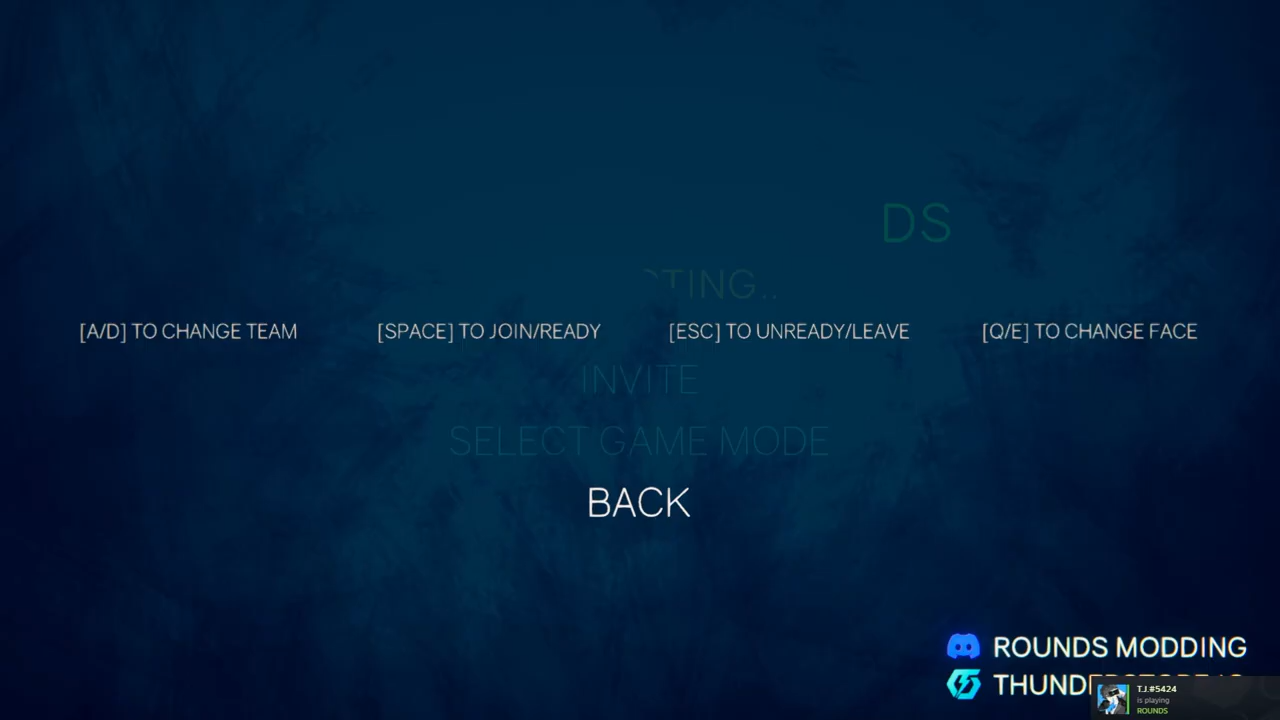 DS
TING..
[A/D] TO CHANGE TEAM [SPACE] TO JOIN/READY [ESC] TO UNREADY/LEAVE [Q/E] TO CHANGE FACE
INVITE
SELECT GAME MODE
BACK
ROUNDS MODDING
T.J.#5424
is playing
ROUNDS